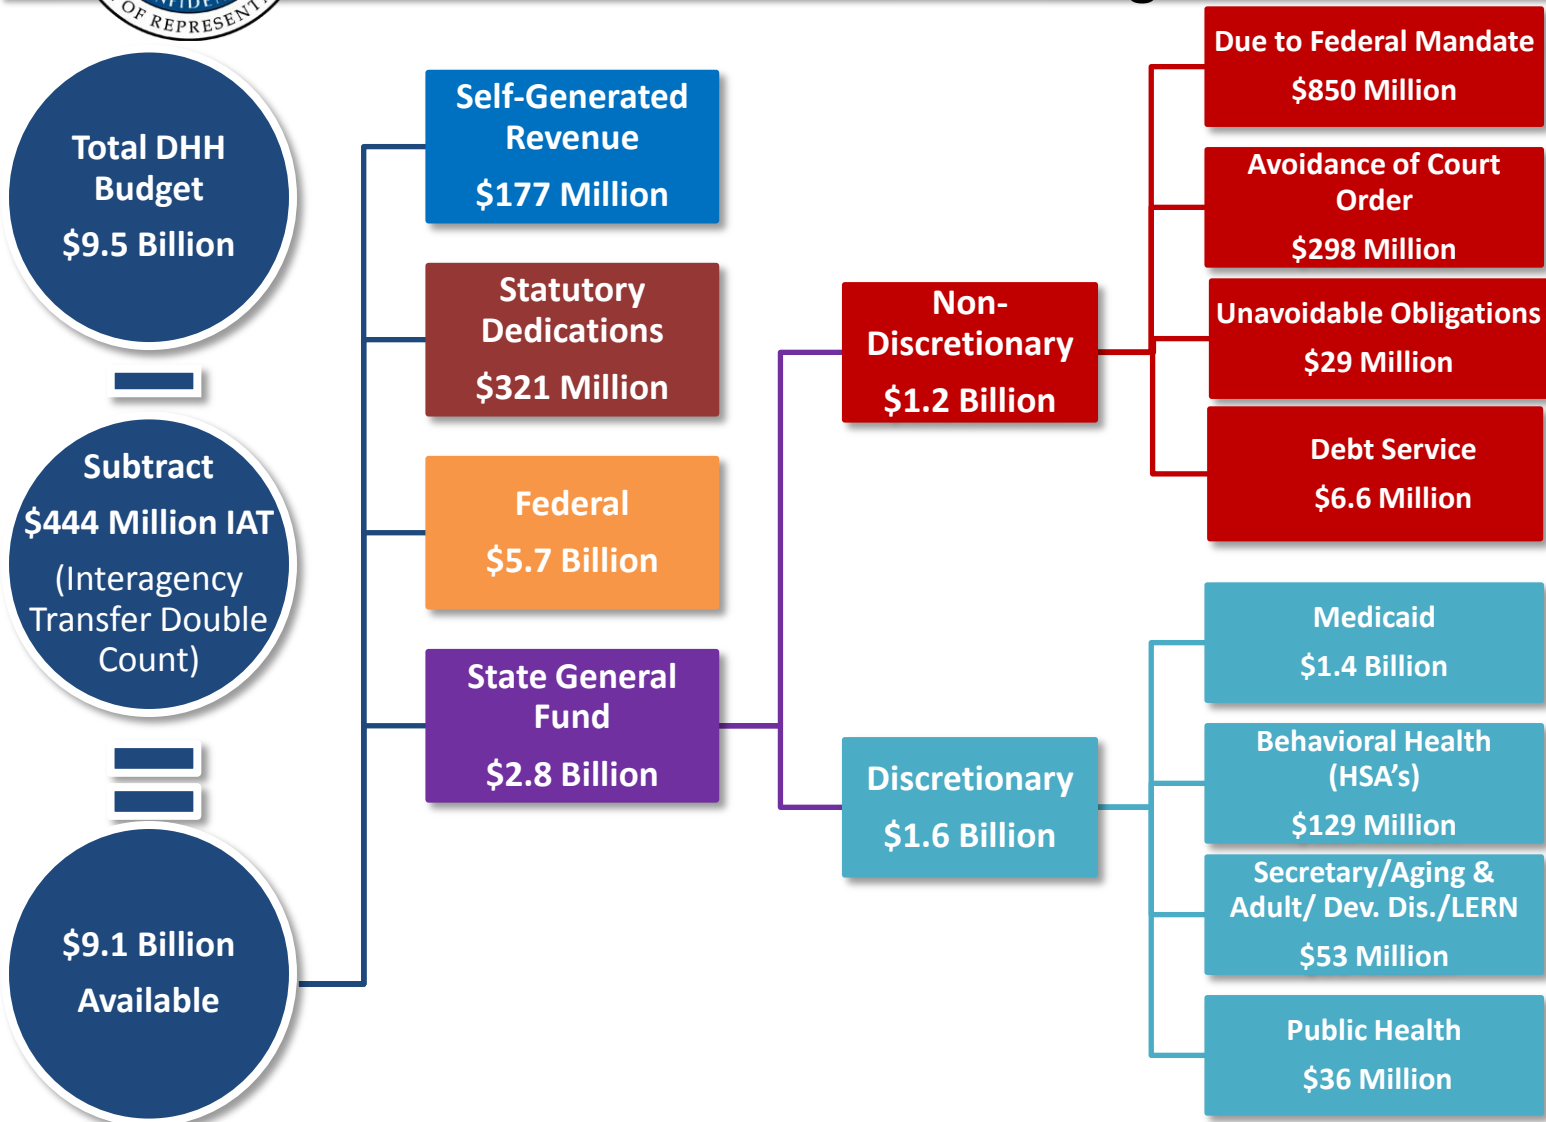 OF REPRESENT
Total DHH
Budget
$9.5 Billion
Subtract
$444 Million IAT
(Interagency
Transfer Double
Count)
$9.1 Billion
Available
Self-Generated
Revenue
$177 Million
Statutory
Dedications
$321 Million
Federal
$5.7 Billion
State General
Fund
$2.8 Billion
Non-
Discretionary
$1.2 Billion
Discretionary
$1.6 Billion
Due to Federal Mandate
$850 Million
Avoidance of Court
Order
$298 Million
Unavoidable Obligations
$29 Million
Debt Service
$6.6 Million
Medicaid
$1.4 Billion
Behavioral Health
(HSA's)
$129 Million
Secretary/Aging &
Adult/ Dev. Dis./LERN
$53 Million
Public Health
$36 Million